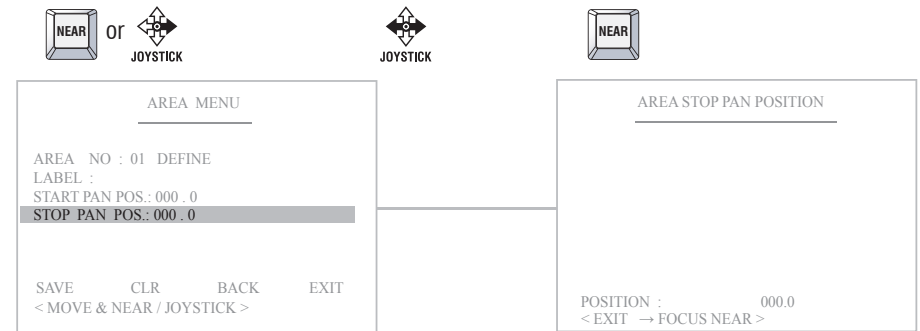 NEAR or JOYSTICK
JOYSTICK
NEAR
AREA MENU
AREA NO : 01 DEFINE
LABEL :
START PAN POS.: 000 . 0
STOP PAN POS.: 000 . 0
SAVE CLR BACK EXIT
< MOVE & NEAR / JOYSTICK >
AREA STOP PAN POSITION
POSITION : 000.0
< EXIT → FOCUS NEAR >